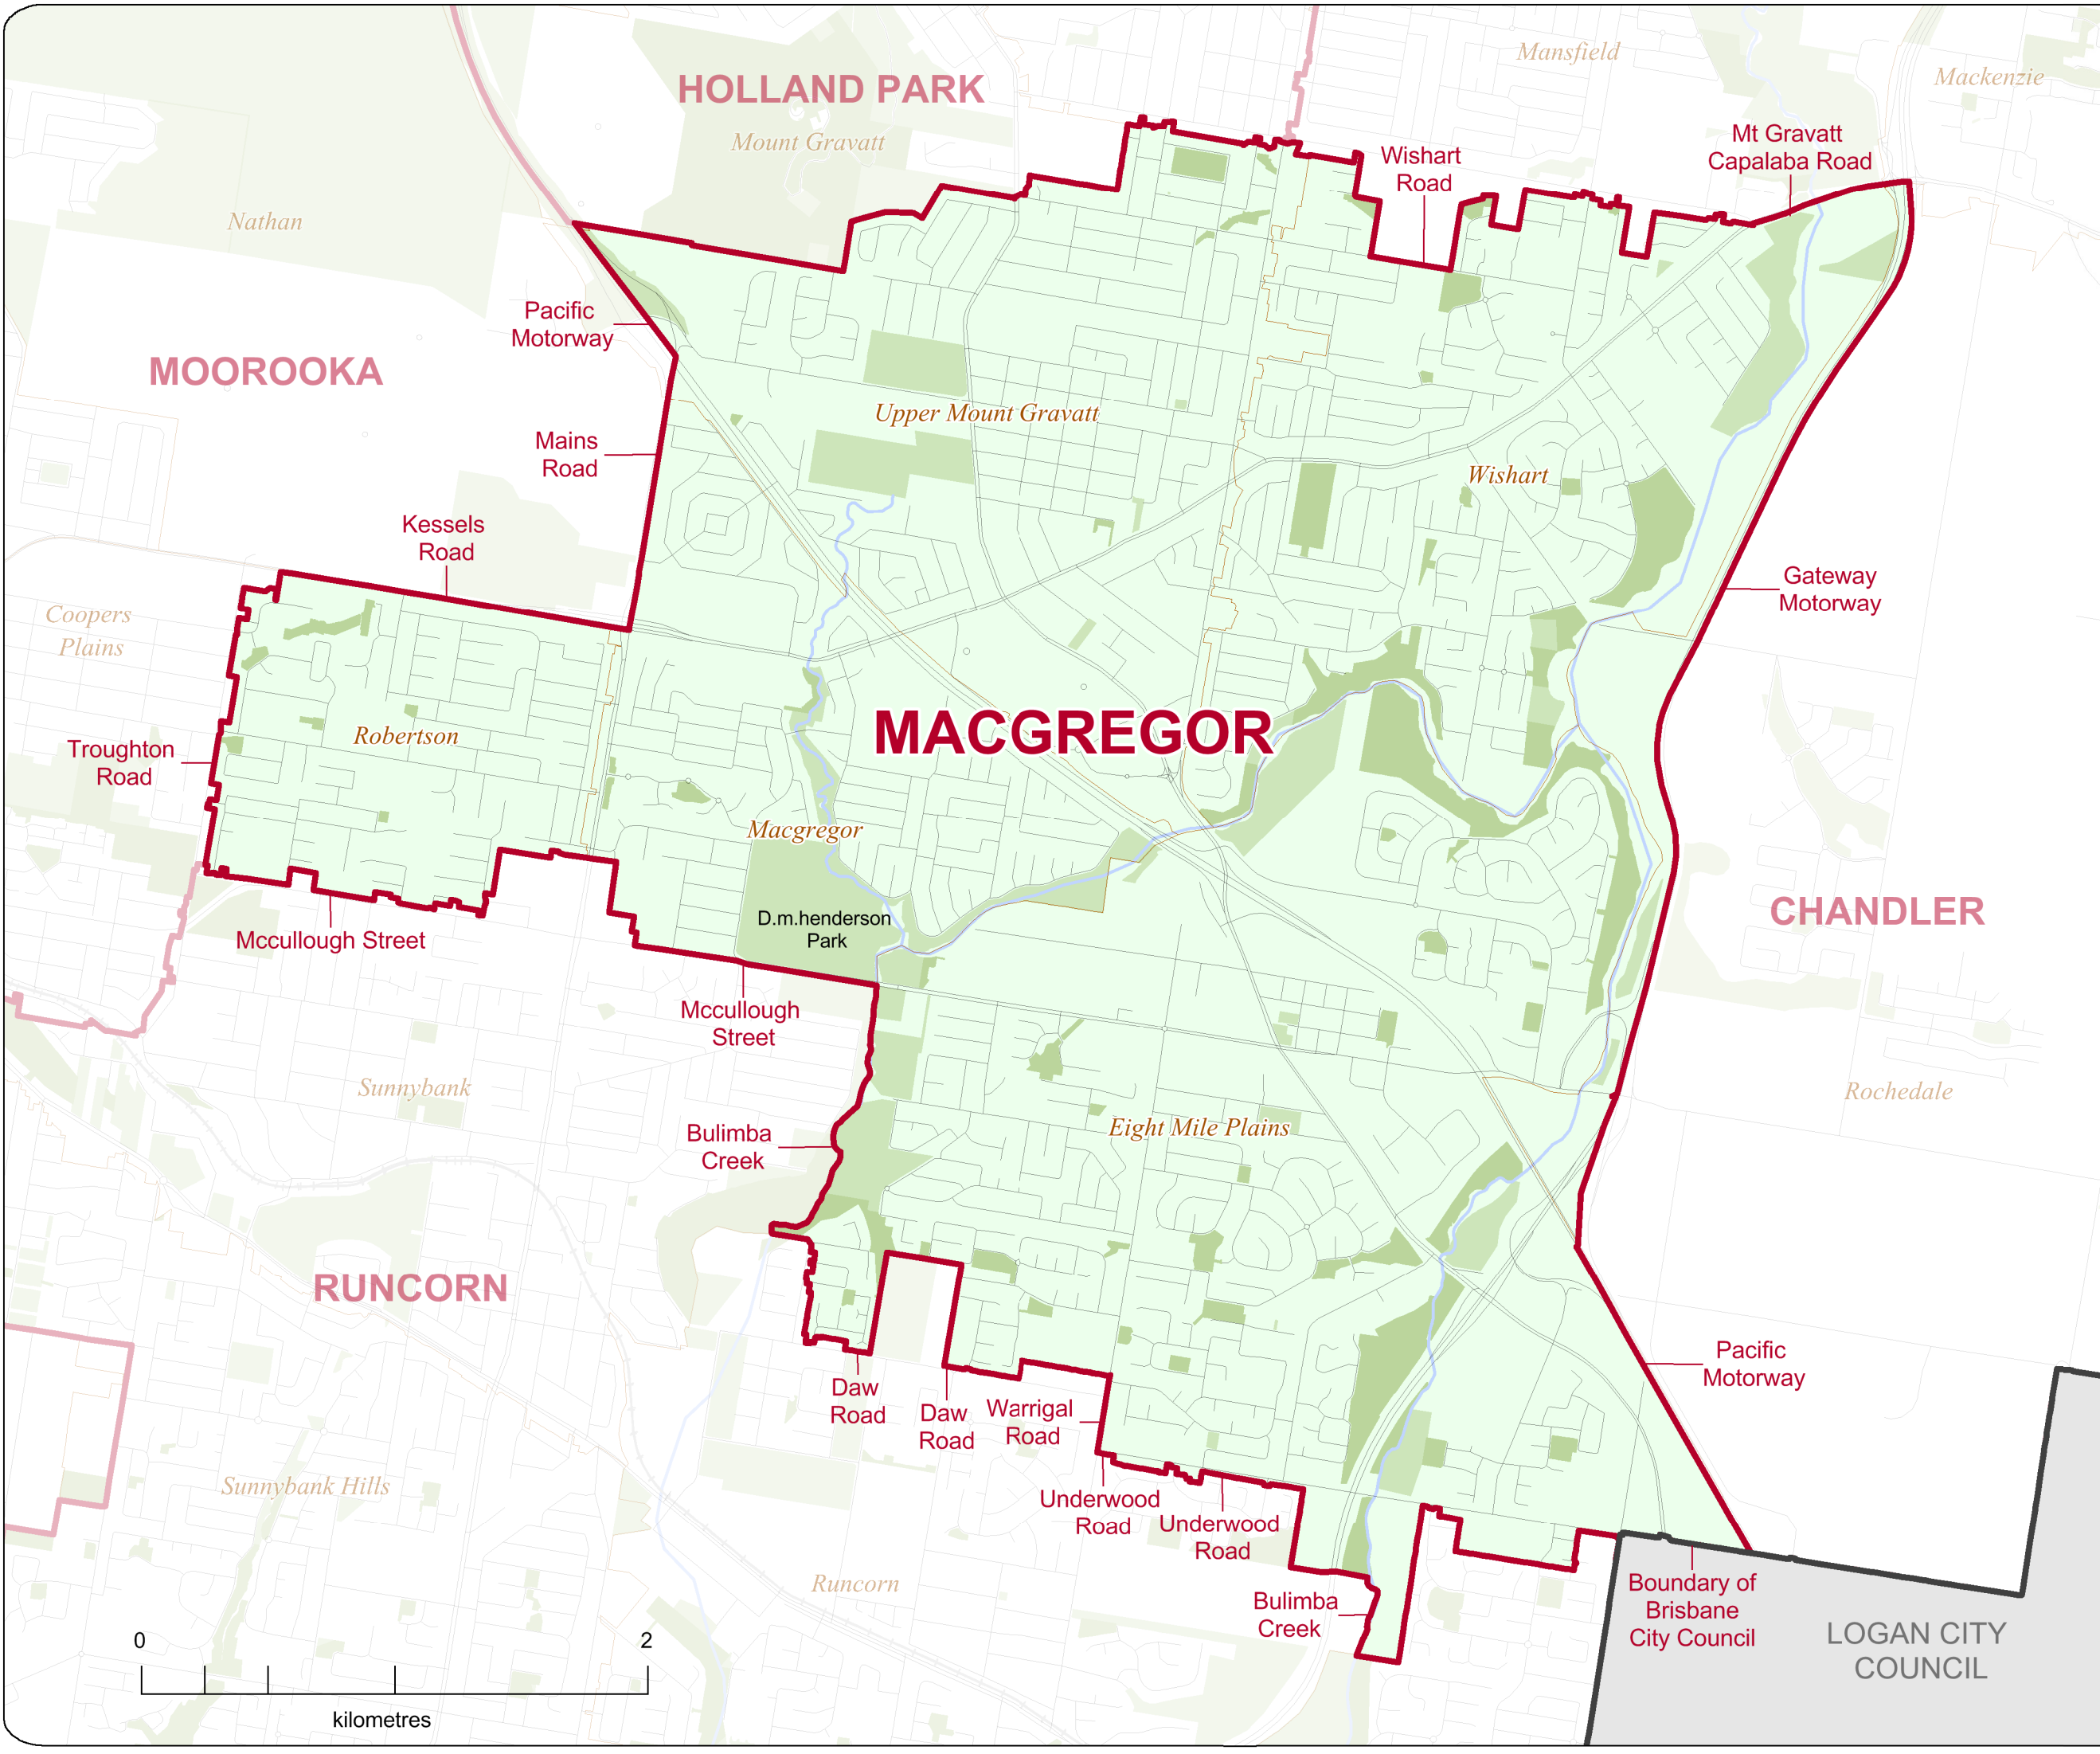 Mansfield
Mackenzie
HOLLAND PARK
Mount Gravatt
Mt Gravatt
Capalaba Road
Wishart
Road
Nathan
Pacific
Motorway
MOOROOKA
Upper Mount Gravatt
Mains
Road
Wishart
Kessels
Road
Gateway
Motorway
Coopers
Plains
Robertson
MACGREGOR
Troughton
Road
Macgregor
D.m.henderson
Park
CHANDLER
Mccullough Street
Mccullough
Street
Sunnybank
Rochedale
Eight Mile Plains
Bulimba
Creek
RUNCORN
Pacific
Motorway
Daw
Road
Daw
Road
Warrigal
Road
Sunnybank Hills
Underwood
Road
Underwood
Road
Runcorn
Bulimba
Creek
Boundary of
Brisbane
City Council
LOGAN CITY
COUNCIL
0 2
kilometres